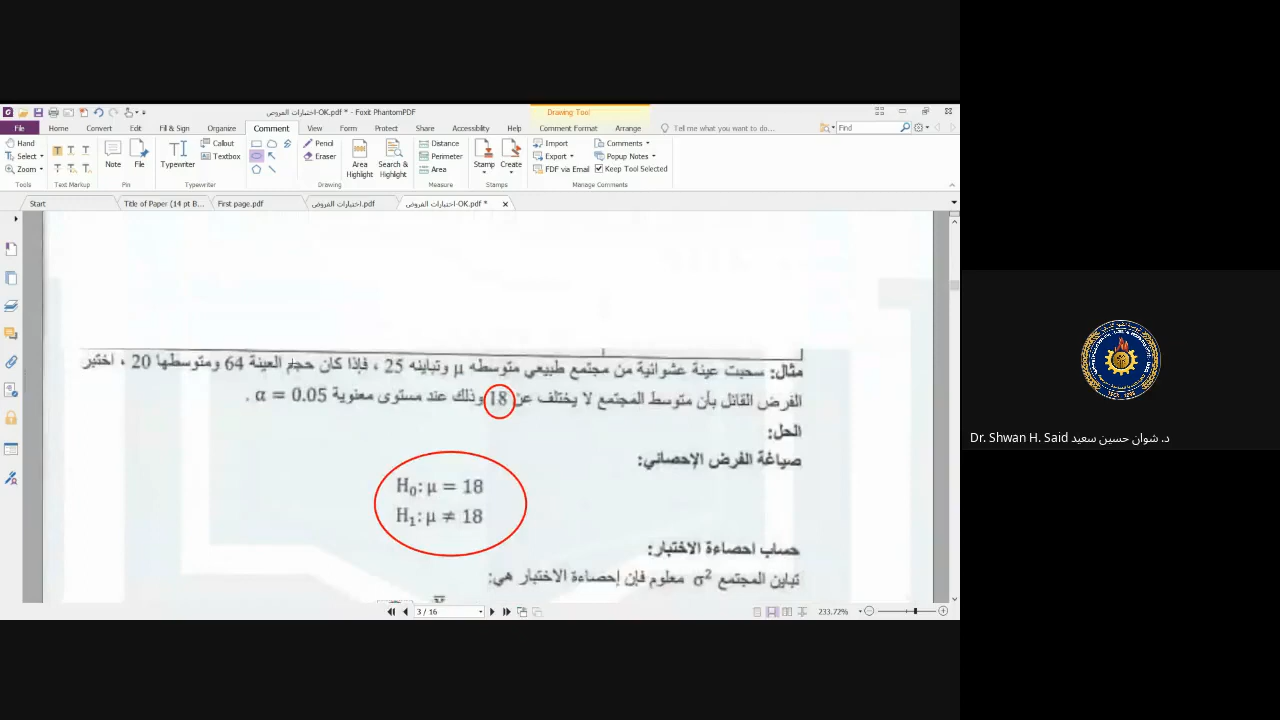 اختبارات الفروض-OK.pdf * - Foxit PhantomPDF
Drawing Tool
File Home Convert Edit Fill & Sign Organize Comment View Form Protect Share Accessibility Help Comment Format Arrange Tell me what you want to do... Find
Hand
Select
Zoom
Tools
Text Markup
Note
File
Pin
Typewriter
Callout
Textbox
Typewriter
Pencil
Eraser
Drawing
Area Highlight
Search & Highlight
Distance
Perimeter
Area
Measure
Stamp
Create
Stamps
Import
Export
FDF via Email
Comments
Popup Notes
Keep Tool Selected
Manage Comments
Start Title of Paper (14 pt B... First page.pdf اختبارات الفروض.pdf اختبارات الفروض-OK.pdf *
مثال: سحبت عينة عشوائية من مجتمع طبيعي متوسطه μ وتباينه 25 ، فإذا كان حجم العينة 64 ومتوسطها 20 ، اختبر
الفرض القائل بأن متوسط المجتمع لا يختلف عن 18 وذلك عند مستوى معنوية α = 0.05 .
الحل:
صياغة الفرض الإحصائي:
H₀: μ = 18
H₁: μ ≠ 18
حساب احصاءة الاختبار:
تباين المجتمع σ² معلوم فإن إحصاءة الاختبار هي:
3 / 16
233.72%
Dr. Shwan H. Said د. شوان حسين سعيد